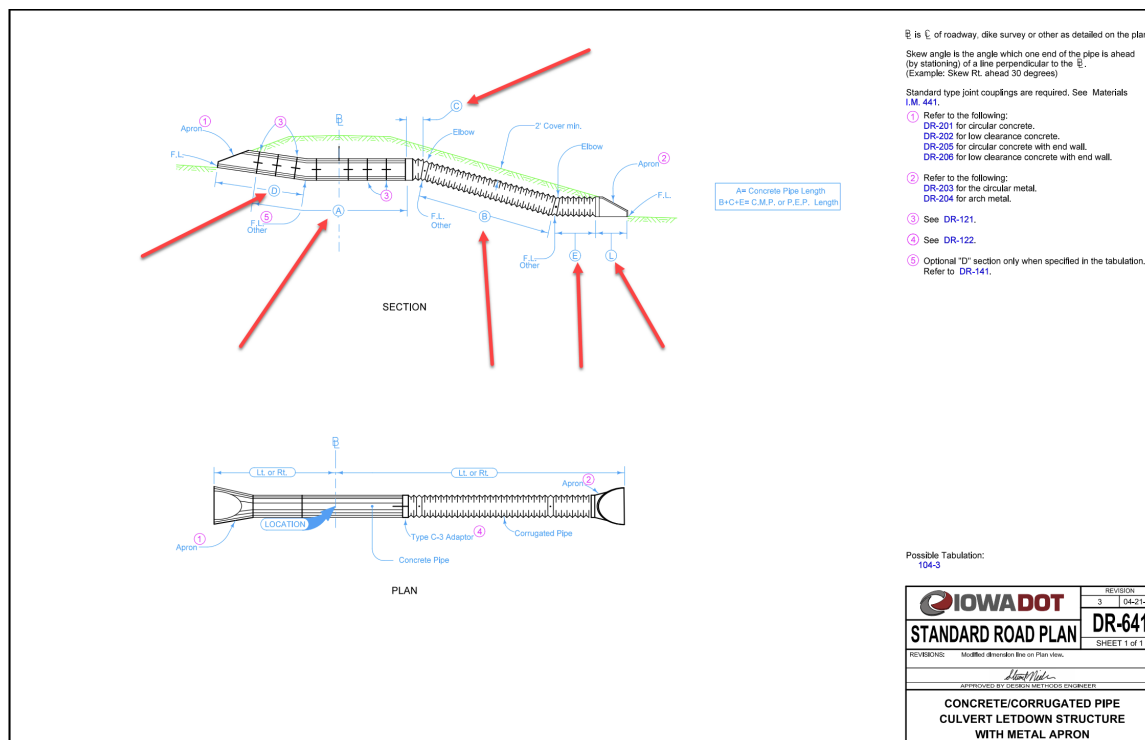 C
℄ is ℄ of roadway, dike survey or other as detailed on the plan
Skew angle is the angle which one end of the pipe is ahead
(by stationing) of a line perpendicular to the ℄.
(Example: Skew Rt. ahead 30 degrees)
Standard type joint couplings are required. See Materials
I.M. 441.
1 Refer to the following:
DR-201 for circular concrete.
DR-202 for low clearance concrete.
DR-205 for circular concrete with end wall.
DR-206 for low clearance concrete with end wall.
2 Refer to the following:
DR-203 for the circular metal.
DR-204 for arch metal.
3 See DR-121.
4 See DR-122.
5 Optional "D" section only when specified in the tabulation.
Refer to DR-141.
Apron 1
3
Elbow
2' Cover min.
Elbow
Apron 2
F.L.
F.L.
D
3
A
5
F.L.
Other
F.L.
Other
B
F.L.
Other
E
L
A= Concrete Pipe Length
B+C+E= C.M.P. or P.E.P. Length
SECTION
Lt. or Rt.
Lt. or Rt.
Apron 2
LOCATION
Apron 1
Type C-3 Adaptor 4
Corrugated Pipe
Concrete Pipe
PLAN
Possible Tabulation:
104-3
IOWADOT
REVISION
3 04-21-
STANDARD ROAD PLAN
DR-641
SHEET 1 of 1
REVISIONS: Modified dimension line on Plan view.
APPROVED BY DESIGN METHODS ENGINEER
CONCRETE/CORRUGATED PIPE
CULVERT LETDOWN STRUCTURE
WITH METAL APRON